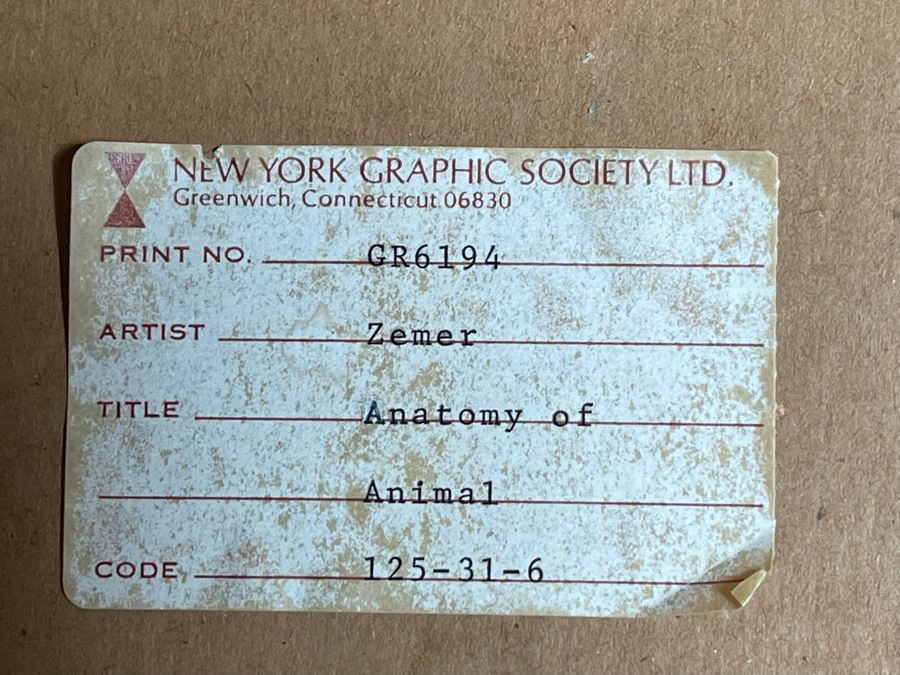 NEW YORK GRAPHIC SOCIETY LTD.
Greenwich, Connecticut 06830
PRINT NO. GR6194
ARTIST Zemer
TITLE Anatomy of
Animal
CODE 125-31-6